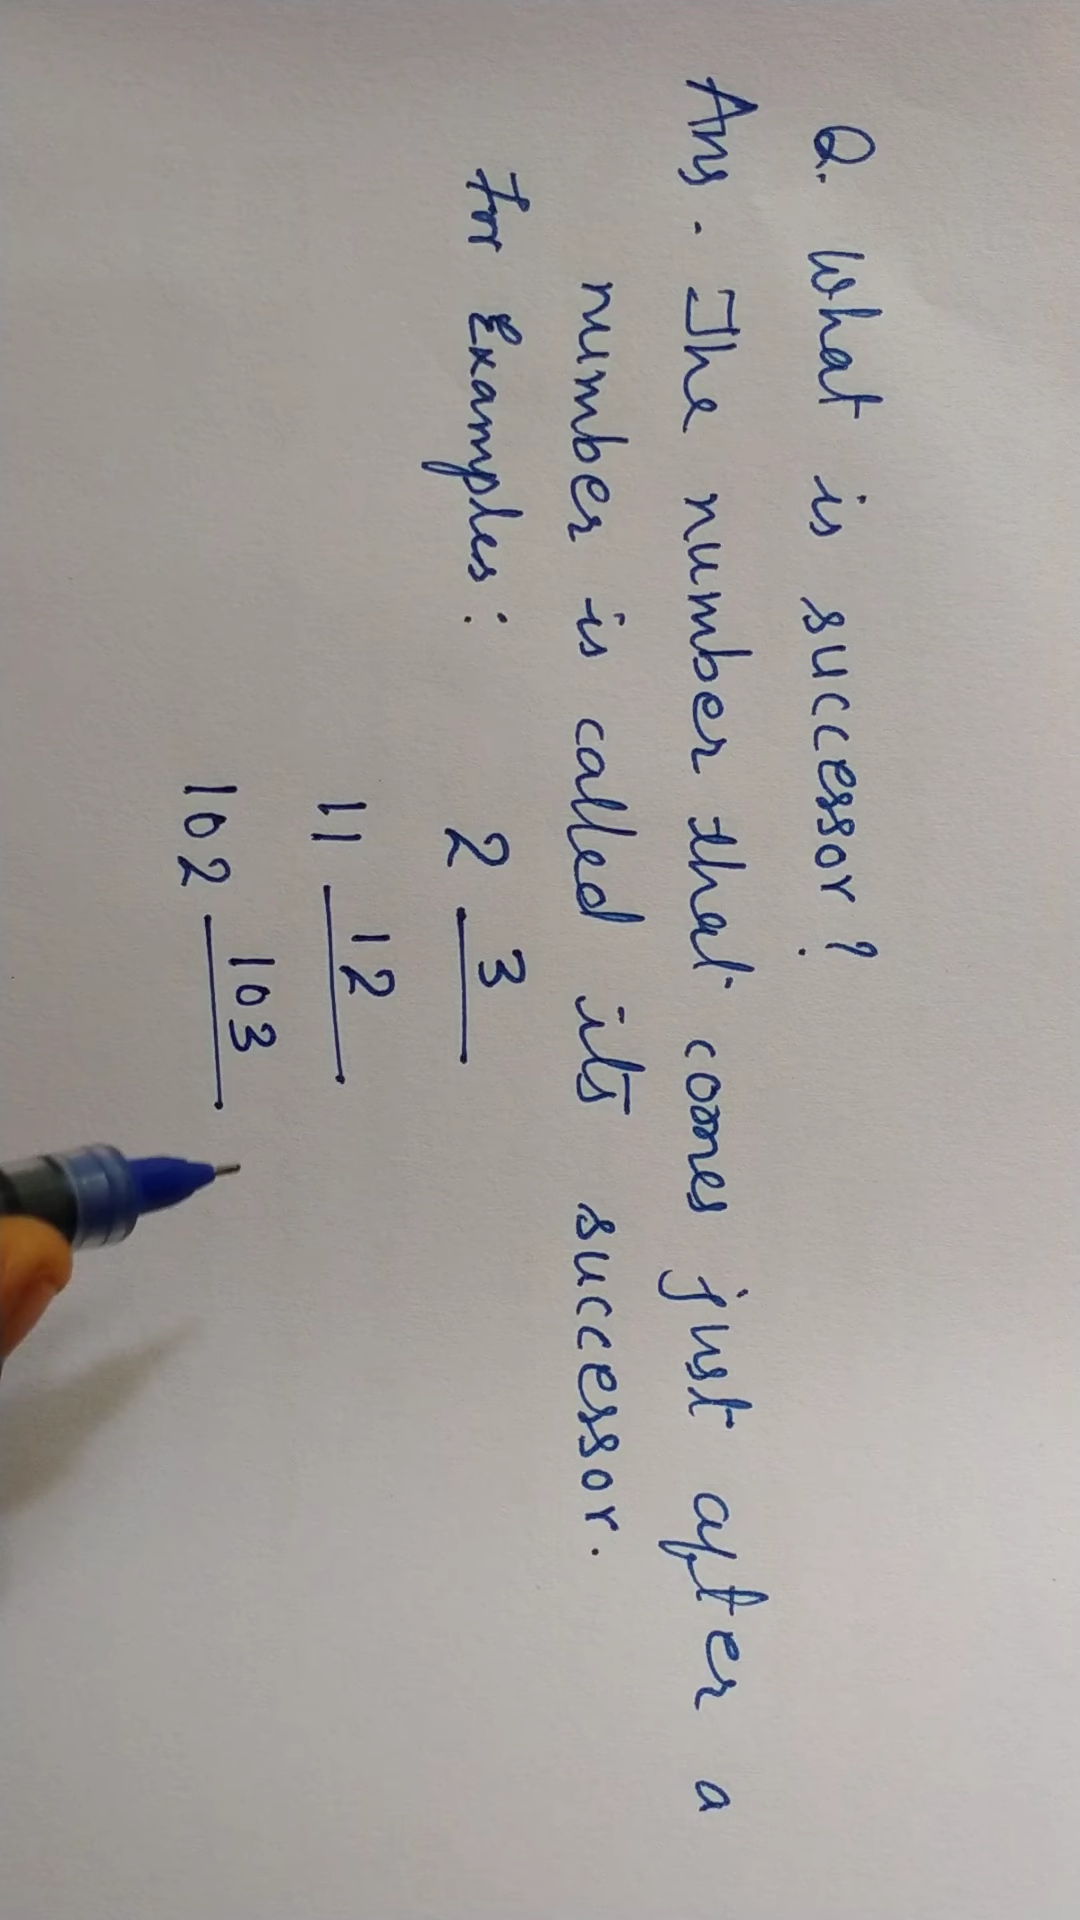 Q. What is successor?
Ans. The number that comes just after a
number is called its successor.
For Examples:
2 3
11 12
102 103